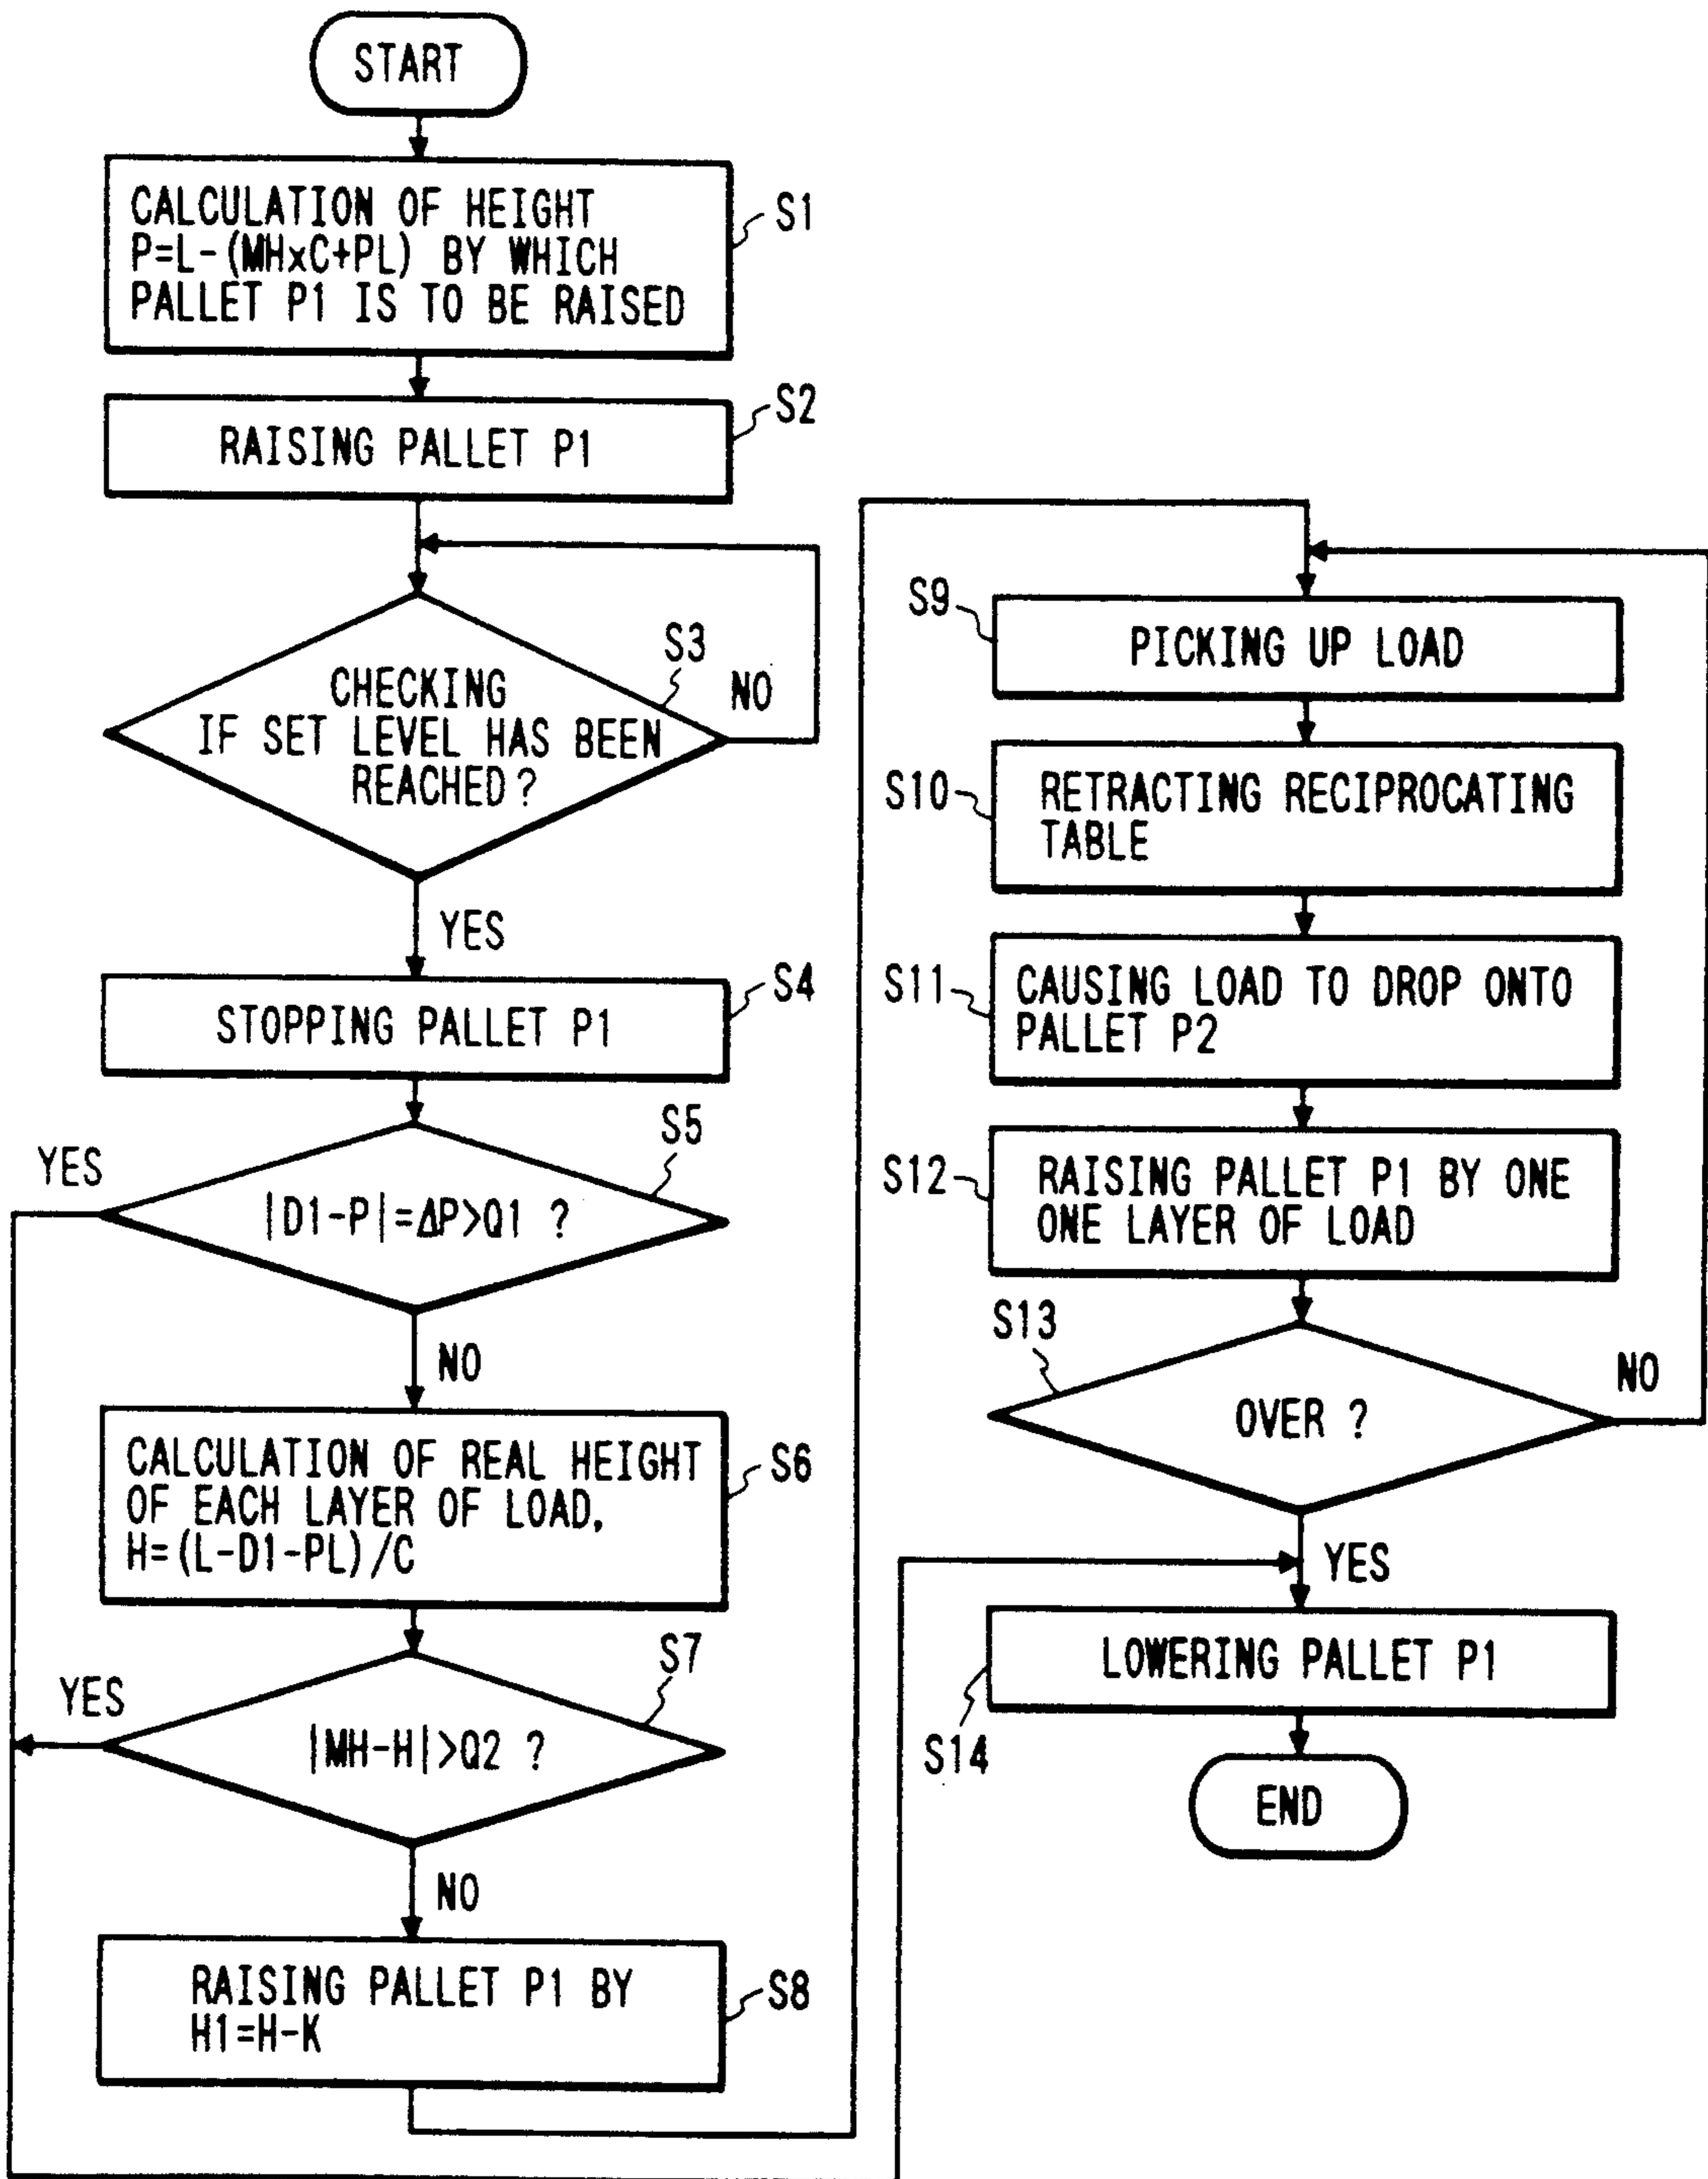 START
CALCULATION OF HEIGHT
P=L-(MHxC+PL) BY WHICH
PALLET P1 IS TO BE RAISED
S1
RAISING PALLET P1
S2
CHECKING
IF SET LEVEL HAS BEEN
REACHED?
S3
NO
YES
STOPPING PALLET P1
S4
|D1-P|=ΔP>Q1 ?
S5
YES
NO
CALCULATION OF REAL HEIGHT
OF EACH LAYER OF LOAD,
H=(L-D1-PL)/C
S6
|MH-H|>Q2 ?
S7
YES
NO
RAISING PALLET P1 BY
H1=H-K
S8
S9
PICKING UP LOAD
S10
RETRACTING RECIPROCATING
TABLE
S11
CAUSING LOAD TO DROP ONTO
PALLET P2
S12
RAISING PALLET P1 BY ONE
ONE LAYER OF LOAD
S13
OVER ?
NO
YES
LOWERING PALLET P1
S14
END